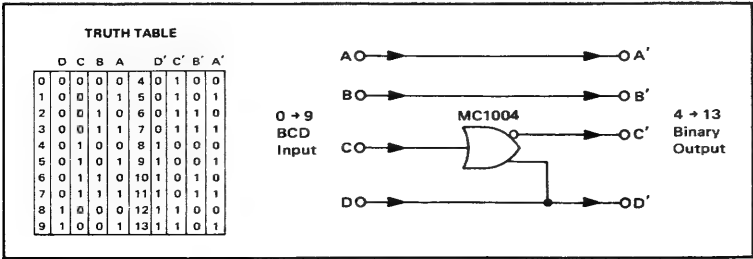 TRUTH TABLE
D C B A D′ C′ B′ A′
0 0 0 0 0 4 0 1 0 0
1 0 0 0 1 5 0 1 0 1
2 0 0 1 0 6 0 1 1 0
3 0 0 1 1 7 0 1 1 1
4 0 1 0 0 8 1 0 0 0
5 0 1 0 1 9 1 0 0 1
6 0 1 1 0 10 1 0 1 0
7 0 1 1 1 11 1 0 1 1
8 1 0 0 0 12 1 1 0 0
9 1 0 0 1 13 1 1 0 1
0 → 9
BCD
Input
A A′
B B′
MC1004
C C′
D D′
4 → 13
Binary
Output